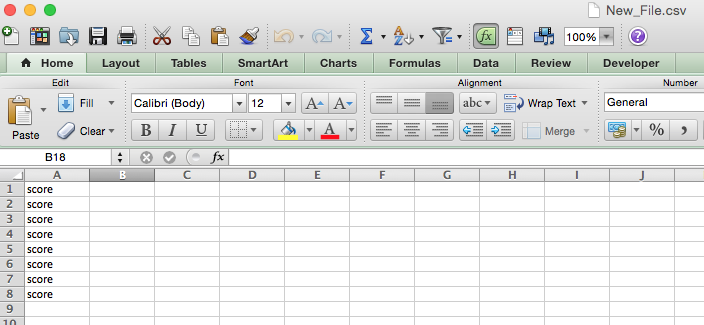 New_File.csv
100%
Home Layout Tables SmartArt Charts Formulas Data Review Developer
Edit Font Alignment Number
Paste Fill Clear
Calibri (Body) 12 A A abc Wrap Text General
B I U A Merge % ,
B18 fx
A B C D E F G H I J
1 score
2 score
3 score
4 score
5 score
6 score
7 score
8 score
9
10